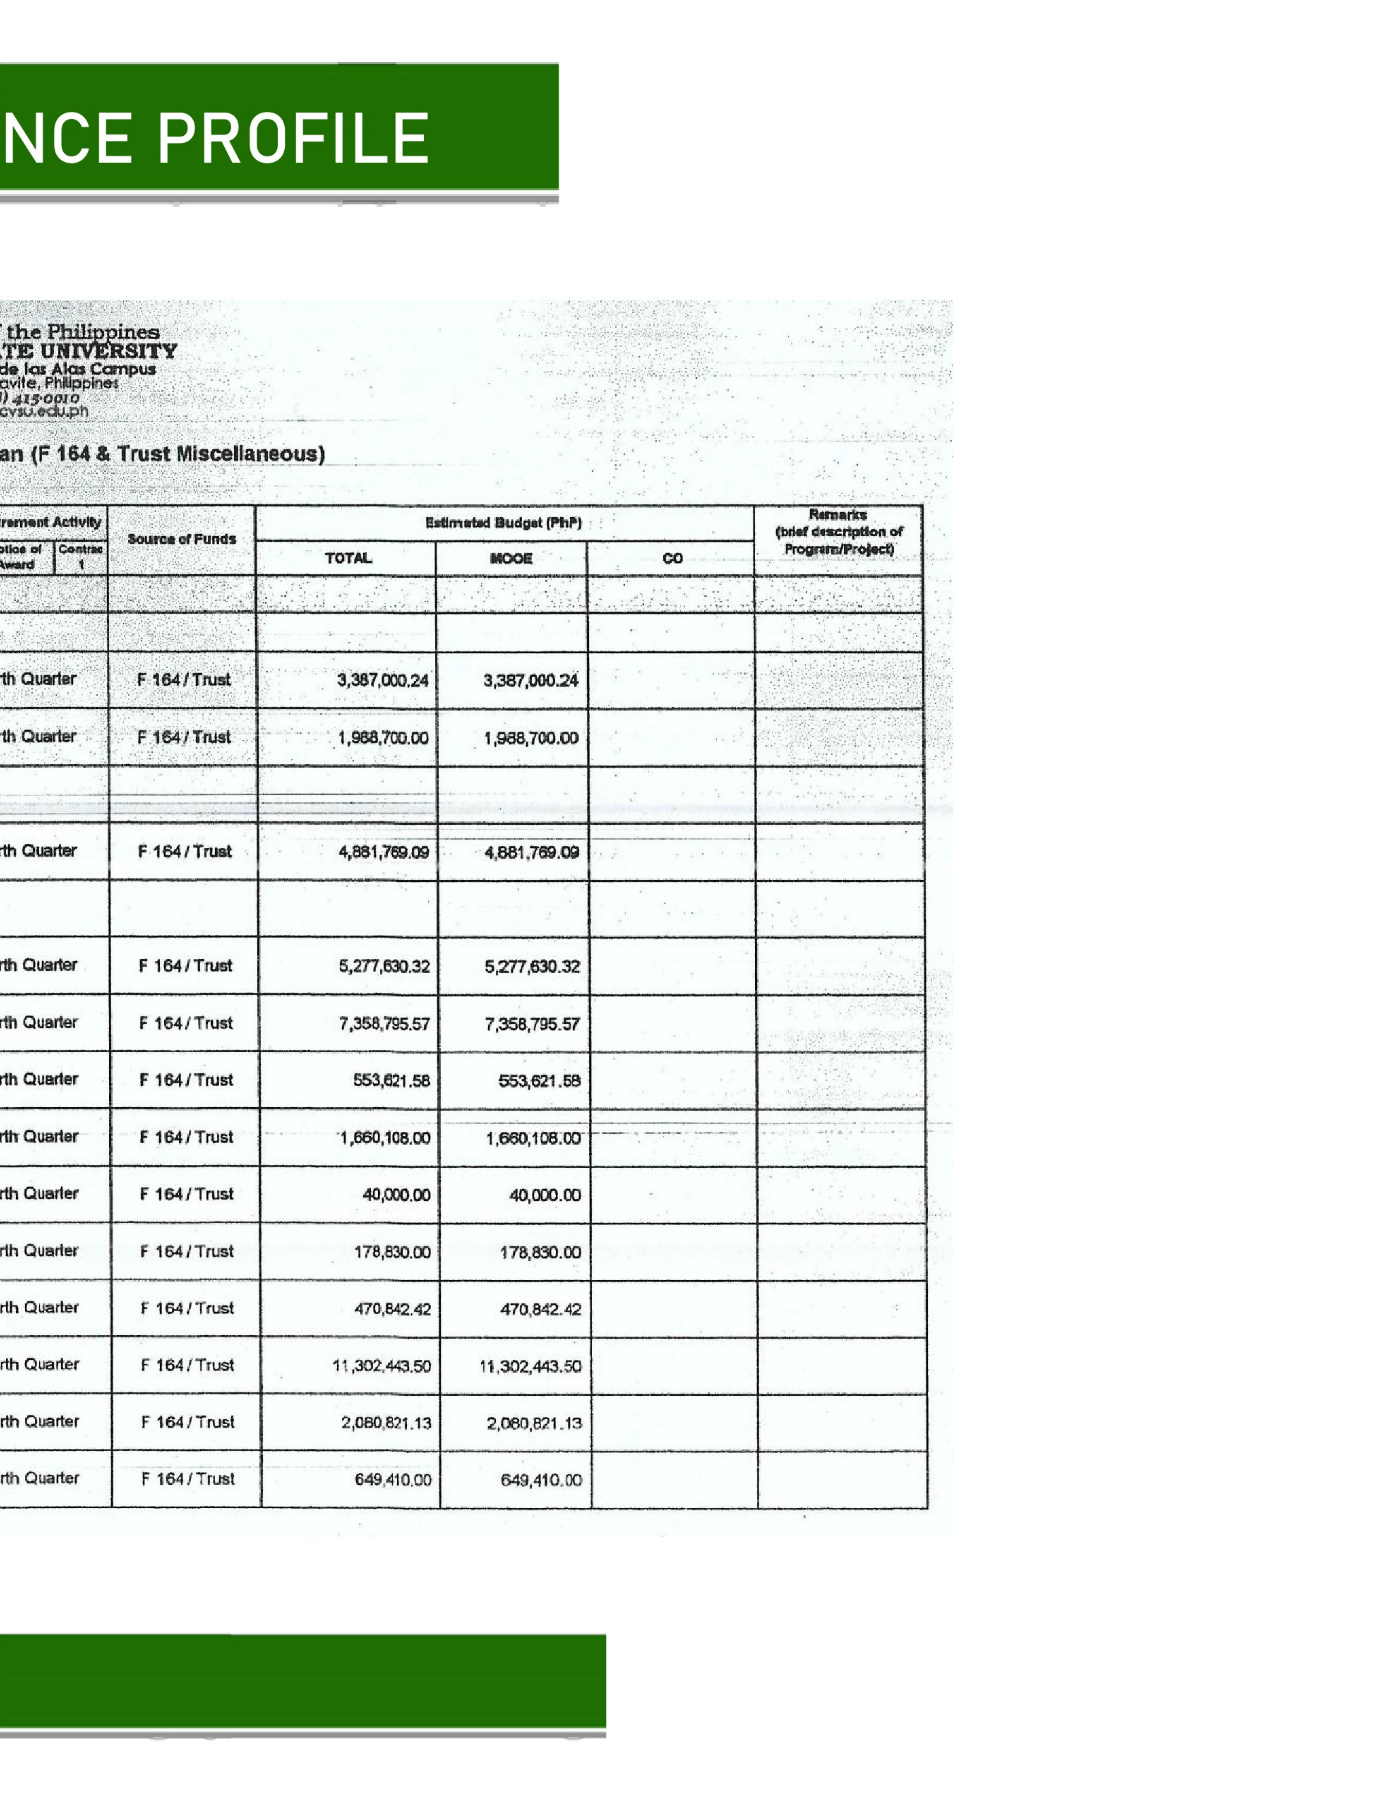 NCE PROFILE
the Philippines
TE UNIVERSITY
de las Alas Campus
avite, Philippines
) 415-0010
cvsu.edu.ph
an (F 164 & Trust Miscellaneous)
rement Activity
Source of Funds
Estimated Budget (PhP)
Remarks
(brief description of
Program/Project)
otice of
Award
Contrac
t
TOTAL
MOOE
CO
rth Quarter F 164 / Trust 3,387,000.24 3,387,000.24
rth Quarter F 164 / Trust 1,988,700.00 1,988,700.00
rth Quarter F 164 / Trust 4,881,769.09 4,881,769.09
rth Quarter F 164 / Trust 5,277,630.32 5,277,630.32
rth Quarter F 164 / Trust 7,358,795.57 7,358,795.57
rth Quarter F 164 / Trust 553,621.58 553,621.58
rth Quarter F 164 / Trust 1,660,108.00 1,660,108.00
rth Quarter F 164 / Trust 40,000.00 40,000.00
rth Quarter F 164 / Trust 178,830.00 178,830.00
rth Quarter F 164 / Trust 470,842.42 470,842.42
rth Quarter F 164 / Trust 11,302,443.50 11,302,443.50
rth Quarter F 164 / Trust 2,080,821.13 2,080,821.13
rth Quarter F 164 / Trust 649,410.00 649,410.00